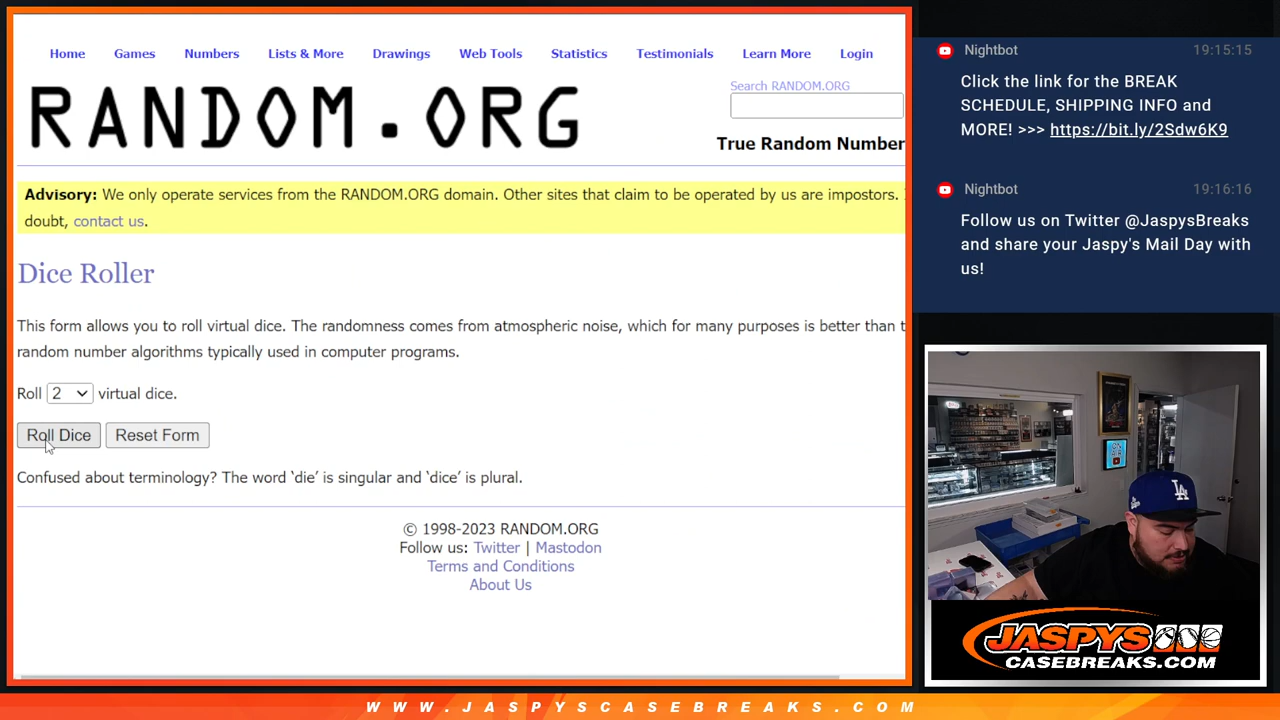 Home Games Numbers Lists & More Drawings Web Tools Statistics Testimonials Learn More Login
RANDOM.ORG
Search RANDOM.ORG
True Random Number
Advisory: We only operate services from the RANDOM.ORG domain. Other sites that claim to be operated by us are impostors.
doubt, contact us.
Dice Roller
This form allows you to roll virtual dice. The randomness comes from atmospheric noise, which for many purposes is better than t
random number algorithms typically used in computer programs.
Roll 2 virtual dice.
Roll Dice Reset Form
Confused about terminology? The word ‘die’ is singular and ‘dice’ is plural.
© 1998-2023 RANDOM.ORG
Follow us: Twitter | Mastodon
Terms and Conditions
About Us
Nightbot 19:15:15
Click the link for the BREAK
SCHEDULE, SHIPPING INFO and
MORE! >>> https://bit.ly/2Sdw6K9
Nightbot 19:16:16
Follow us on Twitter @JaspysBreaks
and share your Jaspy's Mail Day with
us!
LA
JASPYS
CASEBREAKS.COM
WWW.JASPYSCASEBREAKS.COM